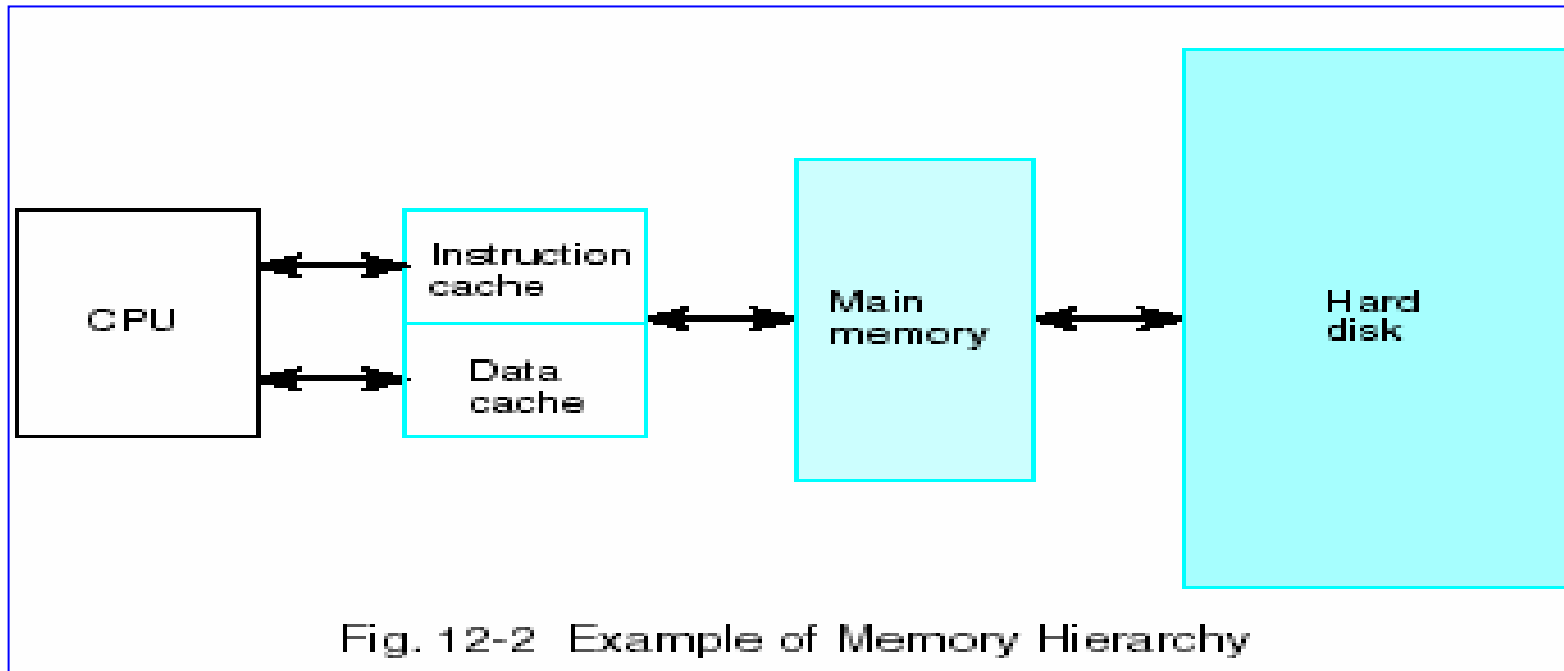 CPU
Instruction
cache
Data
cache
Main
memory
Hard
disk
Fig. 12-2 Example of Memory Hierarchy